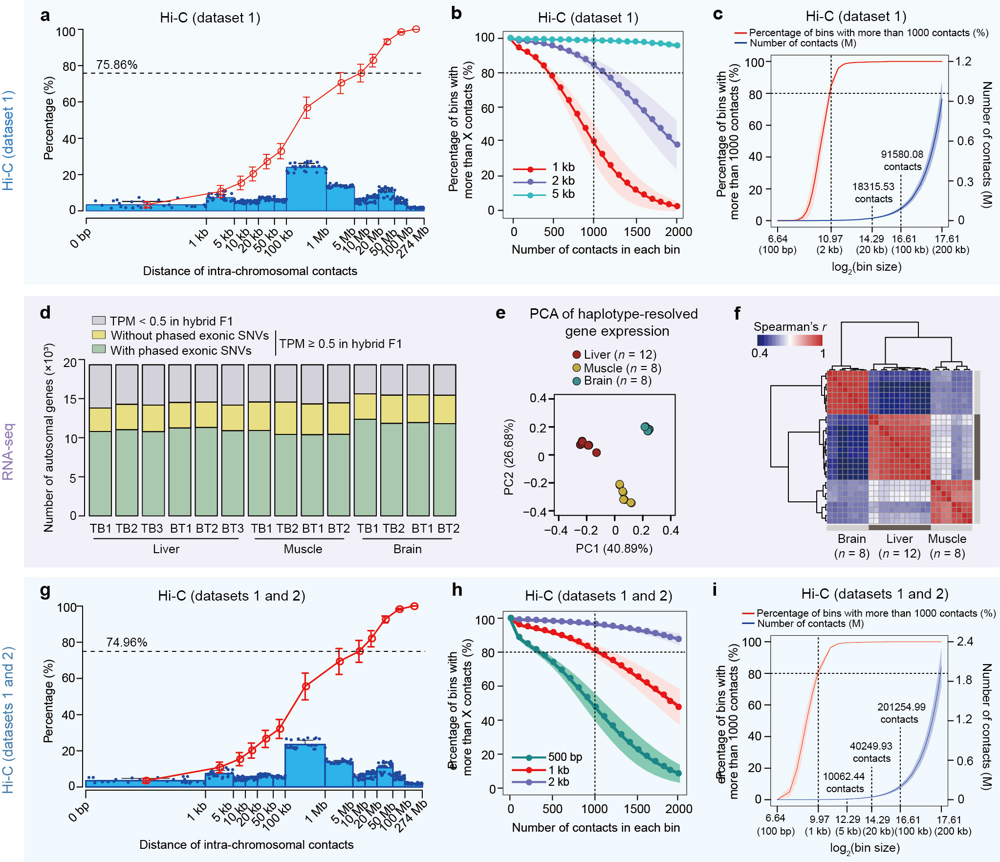 Hi-C (dataset 1)
a
Hi-C (dataset 1)
Percentage (%)
100
80
60
40
20
0
75.86%
0 bp
1 kb
5 kb
10 kb
20 kb
50 kb
100 kb
1 Mb
5 Mb
10 Mb
20 Mb
50 Mb
100 Mb
274 Mb
Distance of intra-chromosomal contacts
b
Hi-C (dataset 1)
Percentage of bins with
more than X contacts (%)
100
80
60
40
20
0
1 kb
2 kb
5 kb
0
500
1000
1500
2000
Number of contacts in each bin
c
Hi-C (dataset 1)
Percentage of bins with more than 1000 contacts (%)
Number of contacts (M)
Percentage of bins with
more than 1000 contacts (%)
100
80
60
40
20
0
1.2
0.9
0.6
0.3
0
Number of contacts (M)
91580.08
contacts
18315.53
contacts
6.64
(100 bp)
10.97
(2 kb)
14.29
(20 kb)
16.61
(100 kb)
17.61
(200 kb)
log2(bin size)
RNA-seq
d
TPM < 0.5 in hybrid F1
Without phased exonic SNVs
With phased exonic SNVs
TPM ≥ 0.5 in hybrid F1
Number of autosomal genes (×10³)
20
15
10
5
0
TB1 TB2 TB3 BT1 BT2 BT3 TB1 TB2 BT1 BT2 TB1 TB2 BT1 BT2
Liver
Muscle
Brain
e
PCA of haplotype-resolved
gene expression
Liver (n = 12)
Muscle (n = 8)
Brain (n = 8)
PC2 (26.68%)
0.4
0.2
0
−0.2
−0.4
−0.4 −0.2 0 0.2 0.4
PC1 (40.89%)
f
Spearman's r
0.4
1
Brain
(n = 8)
Liver
(n = 12)
Muscle
(n = 8)
Hi-C (datasets 1 and 2)
g
Hi-C (datasets 1 and 2)
Percentage (%)
100
80
60
40
20
0
74.96%
0 bp
1 kb
5 kb
10 kb
20 kb
50 kb
100 kb
1 Mb
5 Mb
10 Mb
20 Mb
50 Mb
100 Mb
274 Mb
Distance of intra-chromosomal contacts
h
Hi-C (datasets 1 and 2)
Percentage of bins with
more than X contacts (%)
100
80
60
40
20
0
500 bp
1 kb
2 kb
0
500
1000
1500
2000
Number of contacts in each bin
i
Hi-C (datasets 1 and 2)
Percentage of bins with more than 1000 contacts (%)
Number of contacts (M)
Percentage of bins with
more than 1000 contacts (%)
100
80
60
40
20
0
2.4
1.8
1.2
0.6
0
Number of contacts (M)
201254.99
contacts
40249.93
contacts
10062.44
contacts
6.64
(100 bp)
9.97
(1 kb)
12.29
(5 kb)
14.29
(20 kb)
16.61
(100 kb)
17.61
(200 kb)
log2(bin size)